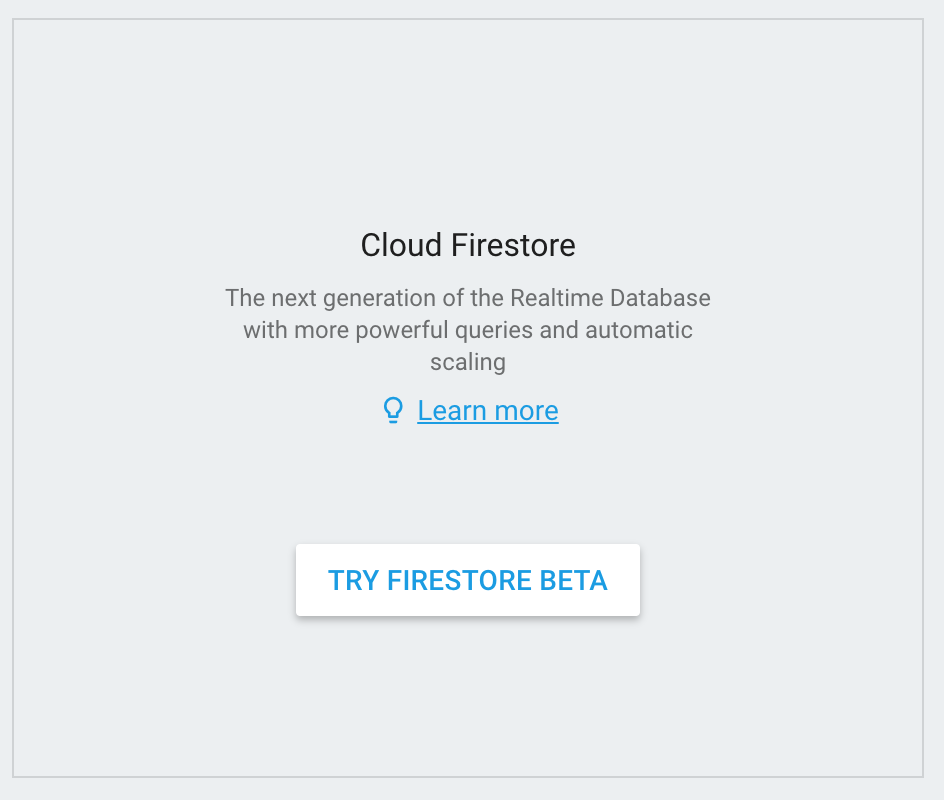 Cloud Firestore
The next generation of the Realtime Database
with more powerful queries and automatic
scaling
Learn more
TRY FIRESTORE BETA